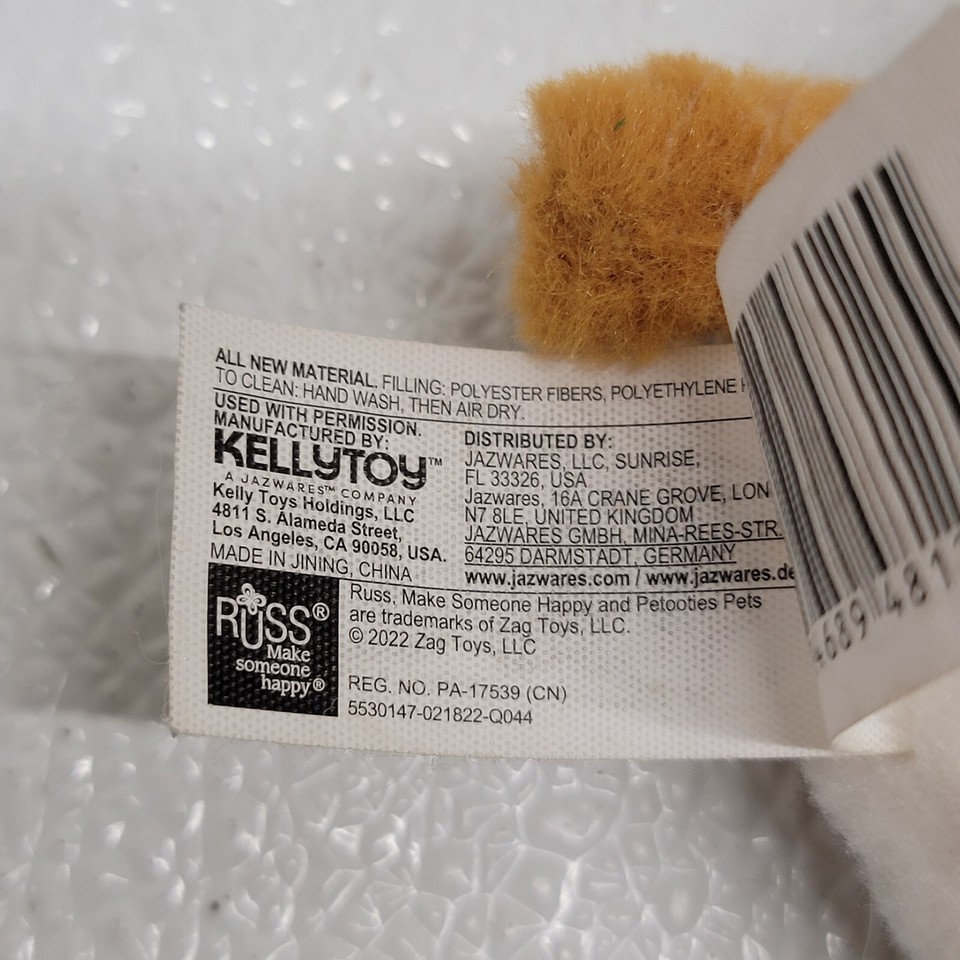 ALL NEW MATERIAL. FILLING: POLYESTER FIBERS, POLYETHYLENE
TO CLEAN: HAND WASH, THEN AIR DRY.
USED WITH PERMISSION.
MANUFACTURED BY:
KELLYTOY™
A JAZWARES™ COMPANY
Kelly Toys Holdings, LLC
4811 S. Alameda Street,
Los Angeles, CA 90058, USA.
MADE IN JINING, CHINA
DISTRIBUTED BY:
JAZWARES, LLC, SUNRISE,
FL 33326, USA
Jazwares, 16A CRANE GROVE, LON
N7 8LE, UNITED KINGDOM
JAZWARES GMBH, MINA-REES-STR.
64295 DARMSTADT, GERMANY
www.jazwares.com / www.jazwares.de
RUSS®
Make
someone
happy®
Russ, Make Someone Happy and Petooties Pets
are trademarks of Zag Toys, LLC.
© 2022 Zag Toys, LLC
REG. NO. PA-17539 (CN)
5530147-021822-Q044
689 481